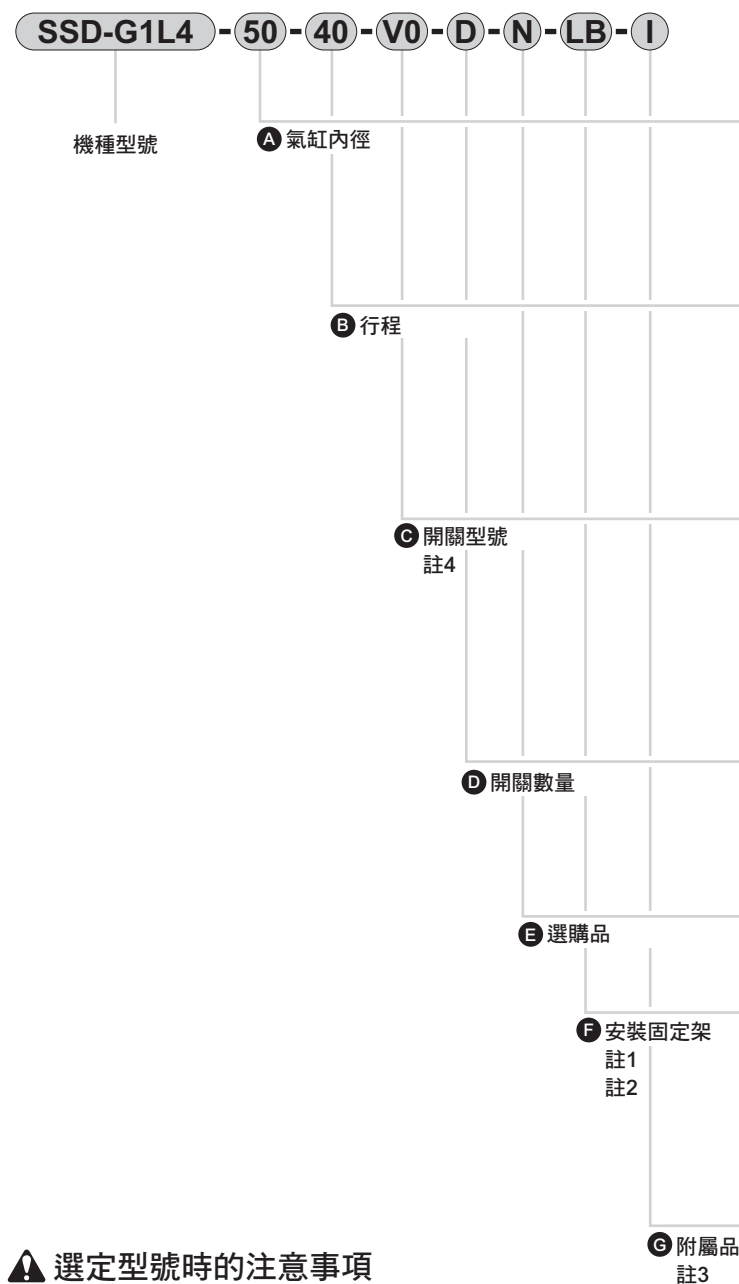 SSD-G1L4-50-40-V0-D-N-LB-I
機種型號
A 氣缸內徑
B 行程
C 開關型號
註4
D 開關數量
E 選購品
F 安裝固定架
註1
註2
G 附屬品
註3
選定型號時的注意事項